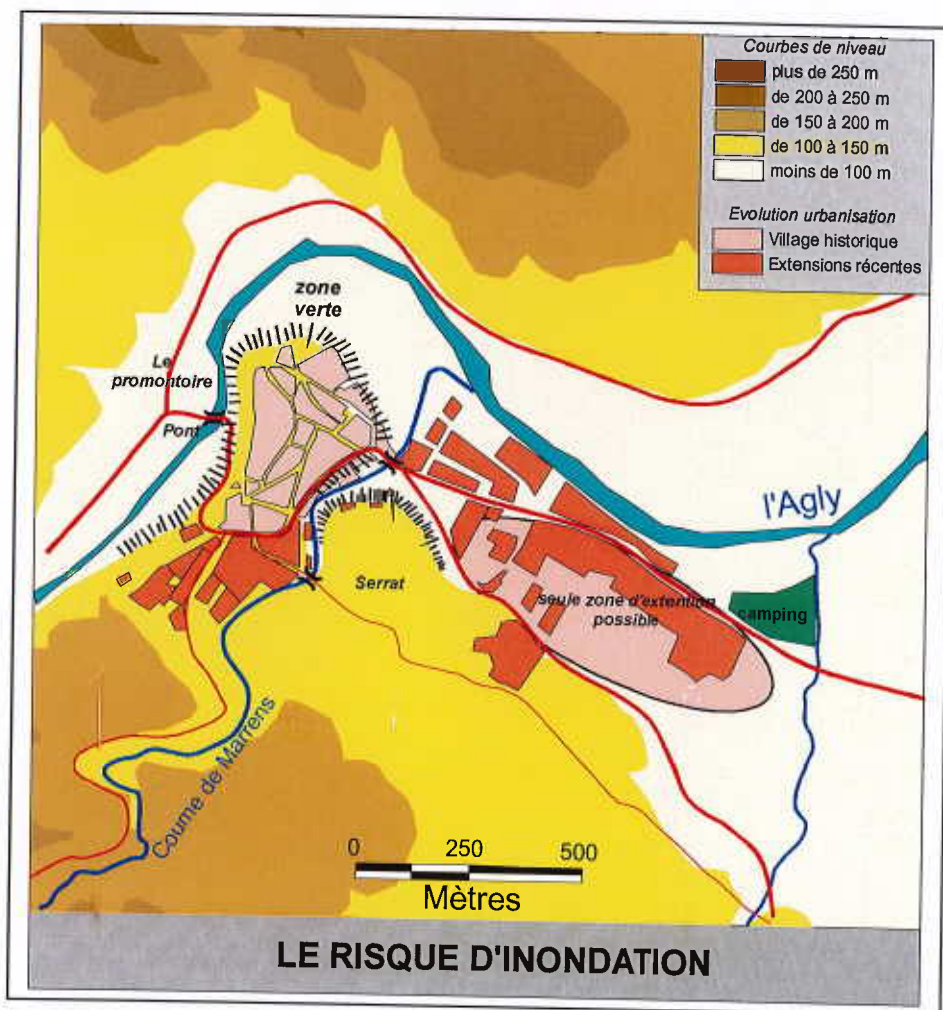 Courbes de niveau
plus de 250 m
de 200 à 250 m
de 150 à 200 m
de 100 à 150 m
moins de 100 m
Evolution urbanisation
Village historique
Extensions récentes
zone
verte
Le
promontoire
Pont
l'Agly
Serrat
seule zone d'extention
possible
camping
Coume de Marrens
0 250 500
Mètres
LE RISQUE D'INONDATION